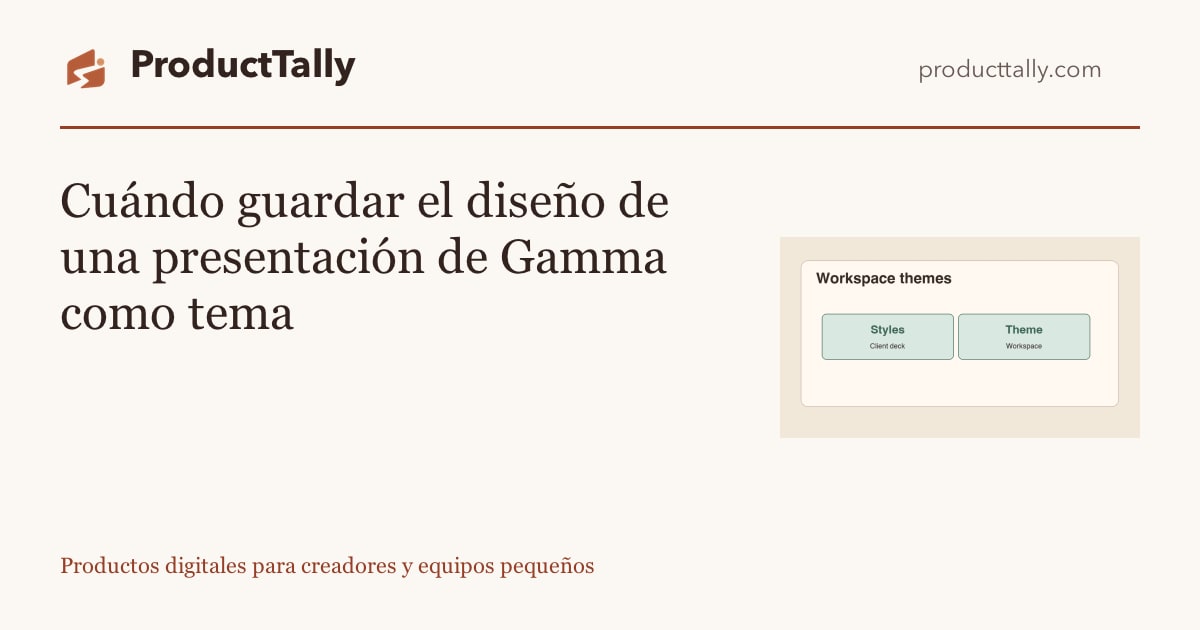 ProductTally
producttally.com
Cuándo guardar el diseño de
una presentación de Gamma
como tema
Workspace themes
Styles
Client deck
Theme
Workspace
Productos digitales para creadores y equipos pequeños